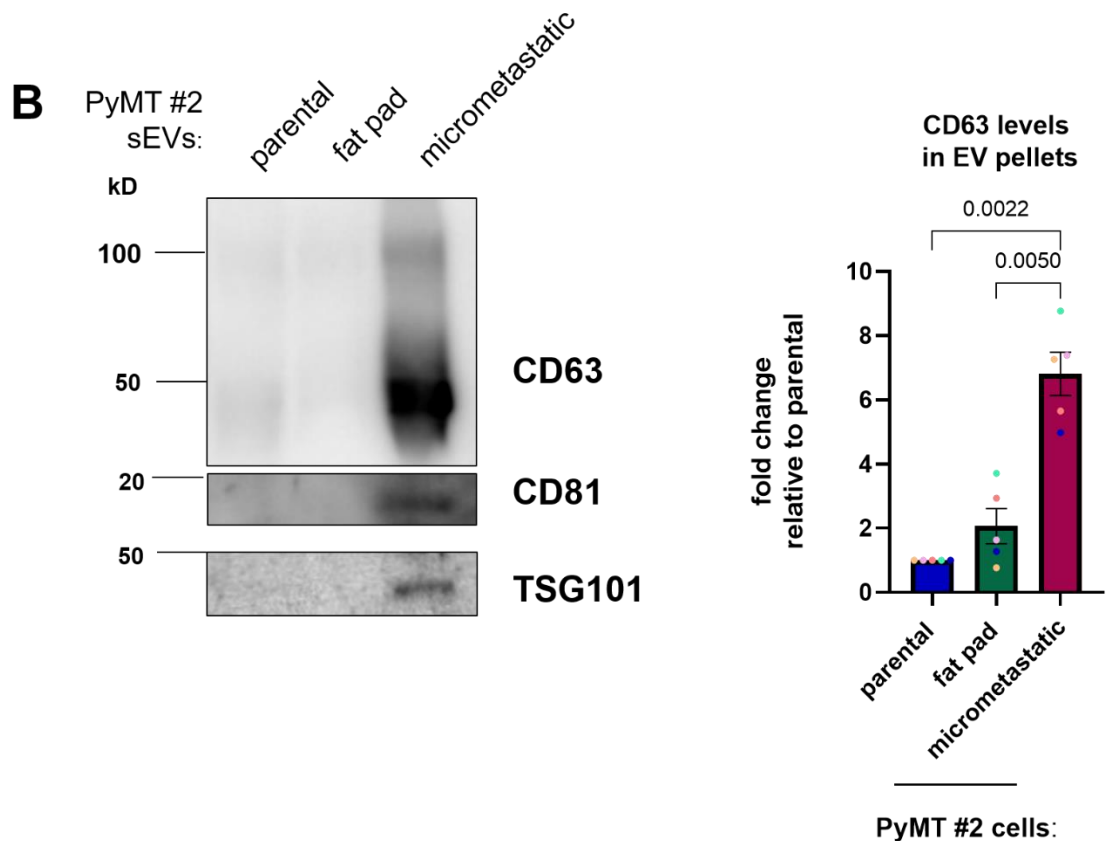 B
PyMT #2
sEVs:
parental
fat pad
micrometastatic
kD
100
50
CD63
20
CD81
50
TSG101
CD63 levels
in EV pellets
0.0022
0.0050
fold change
relative to parental
10
8
6
4
2
0
parental
fat pad
micrometastatic
PyMT #2 cells: